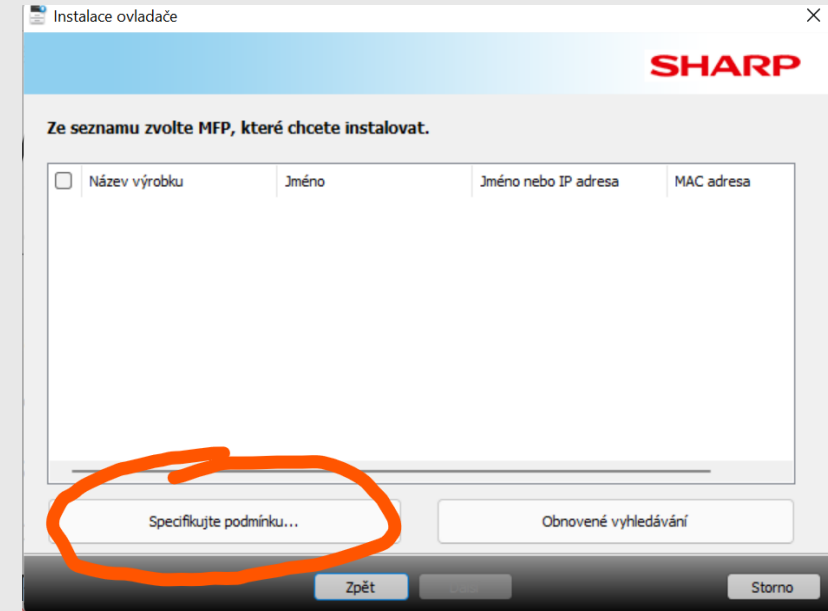 Instalace ovladače
SHARP
Ze seznamu zvolte MFP, které chcete instalovat.
Název výrobku Jméno Jméno nebo IP adresa MAC adresa
Specifikujte podmínku... Obnovené vyhledávání
Zpět Storno